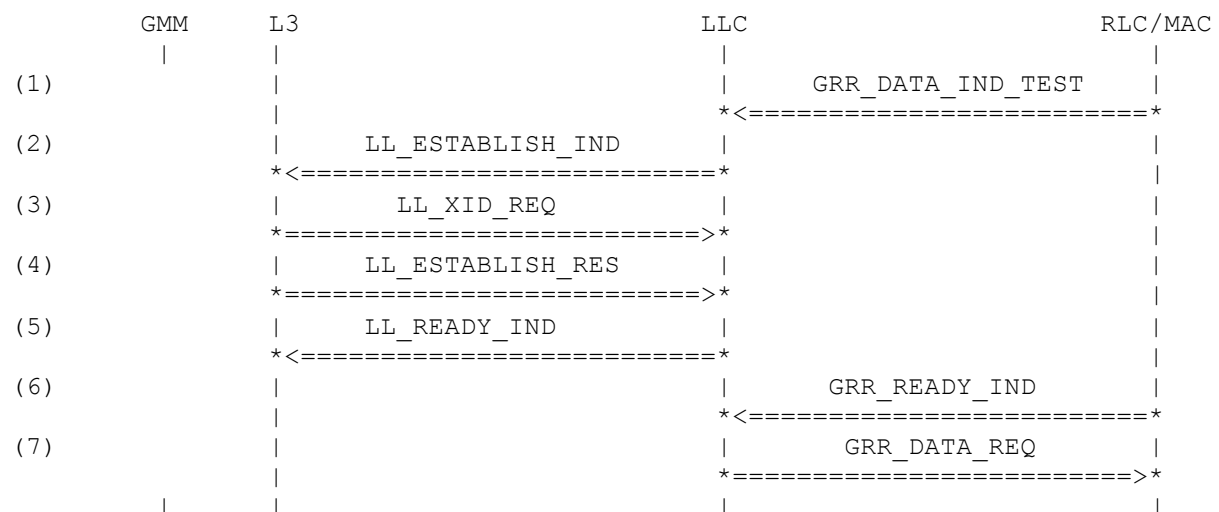 GMM     L3                          LLC                       RLC/MAC
         |      |                           |                          |
(1)             |                           |     GRR_DATA_IND_TEST    |
                |                           *<=========================*
(2)             |     LL_ESTABLISH_IND      |                          |
                *<==========================*                          |
(3)             |       LL_XID_REQ          |                          |
                *==========================>*                          |
(4)             |     LL_ESTABLISH_RES      |                          |
                *==========================>*                          |
(5)             |     LL_READY_IND          |                          |
                *<==========================*                          |
(6)             |                           |      GRR_READY_IND       |
                |                           *<=========================*
(7)             |                           |       GRR_DATA_REQ       |
                |                           *=========================>*
         |      |                           |                          |